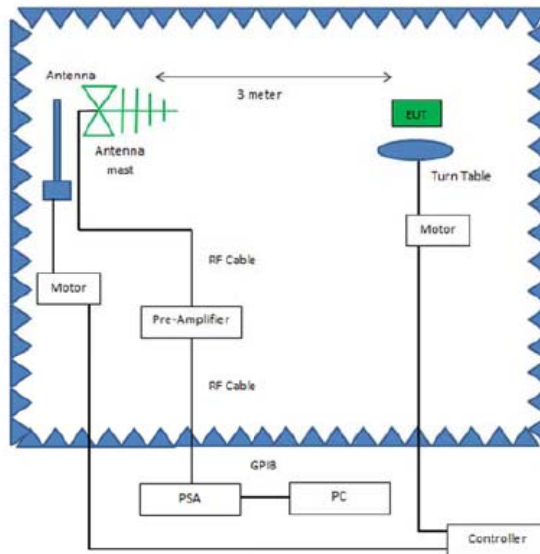 Antenna
3 meter
EUT
Antenna
mast
Turn Table
Motor
RF Cable
Motor
Pre-Amplifier
RF Cable
GPIB
PSA
PC
Controller